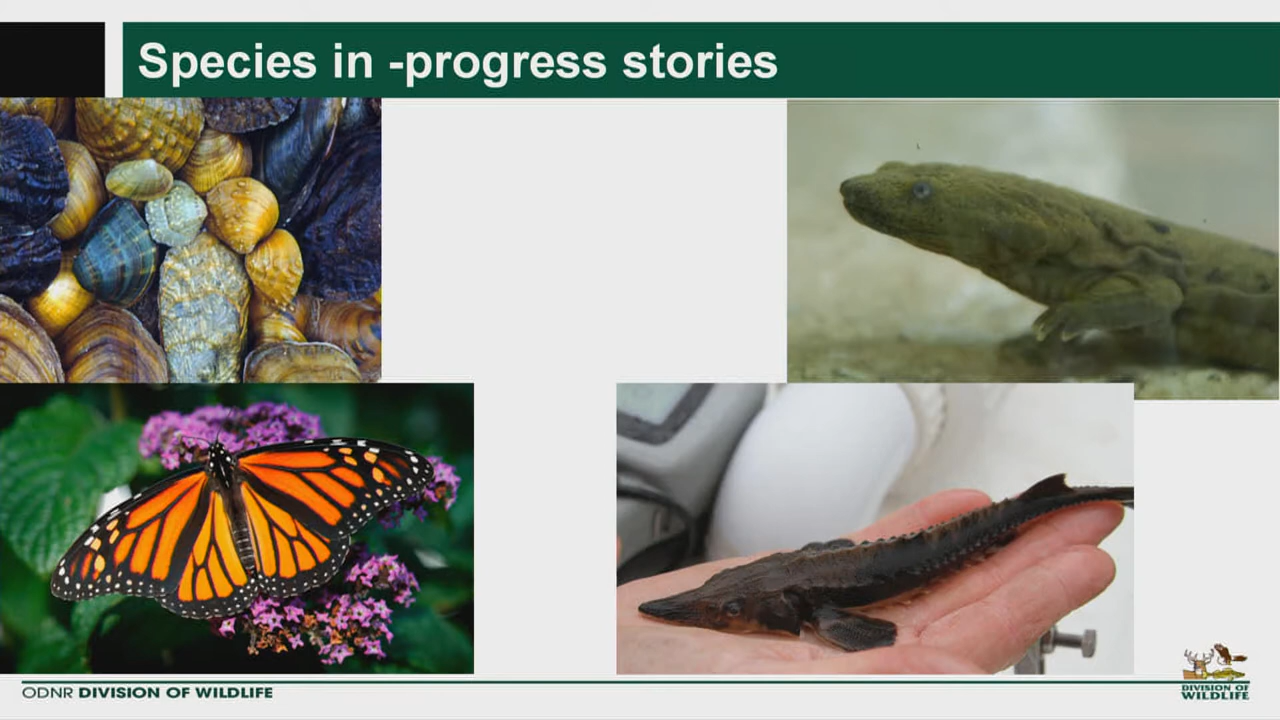 Species in -progress stories
ODNR DIVISION OF WILDLIFE
DIVISION OF
WILDLIFE